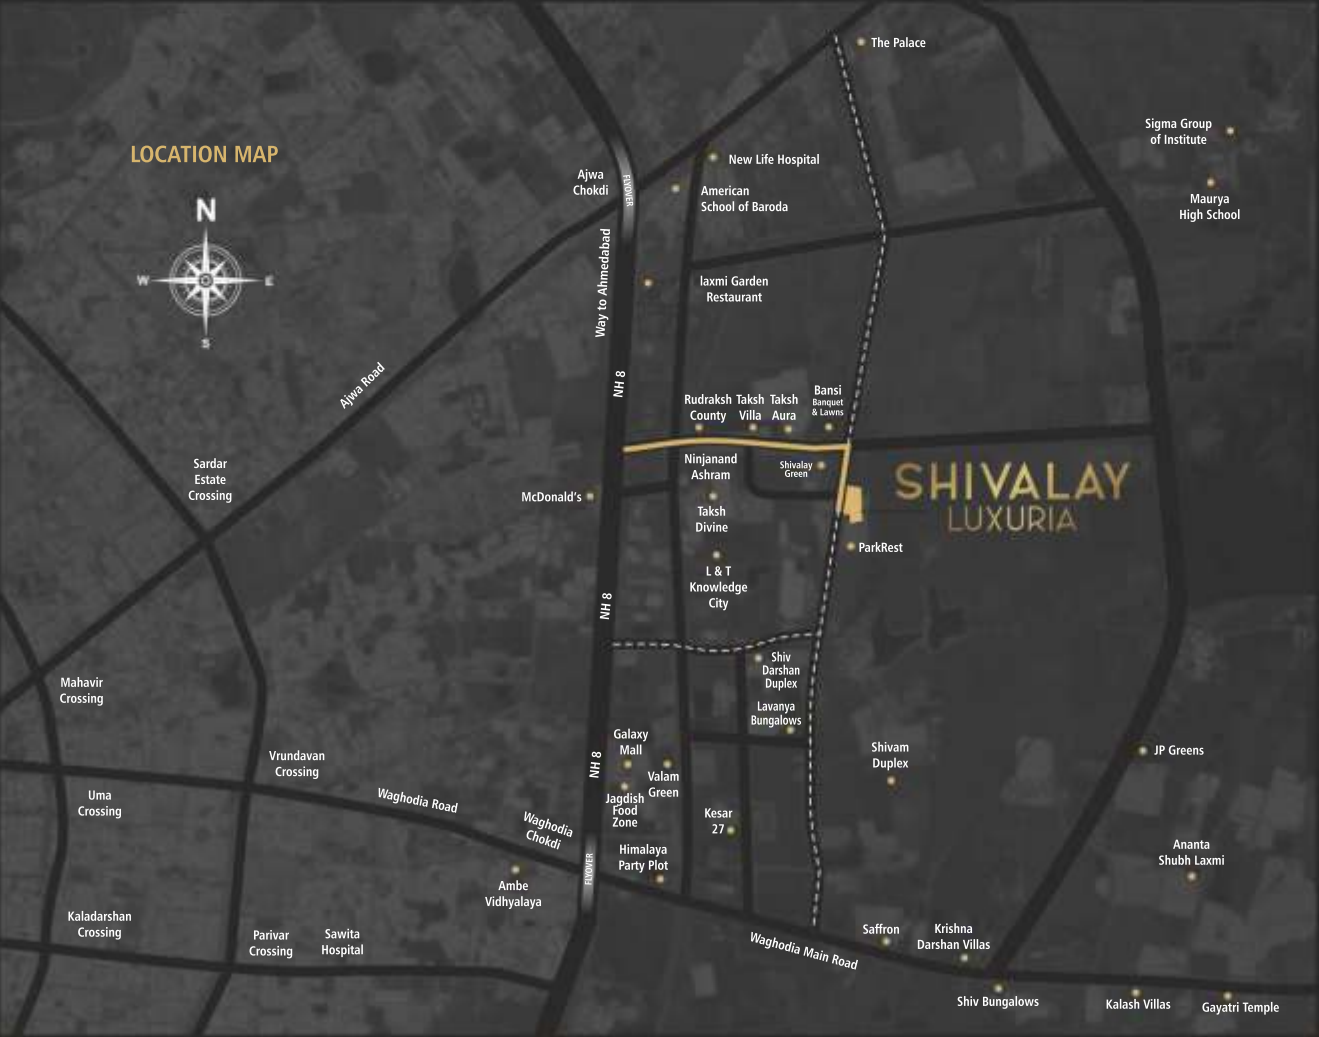 The Palace
Sigma Group
of Institute
LOCATION MAP
New Life Hospital
Ajwa
Chokdi
FLYOVER
American
School of Baroda
Maurya
High School
N
W
E
S
Way to Ahmedabad
laxmi Garden
Restaurant
NH 8
Ajwa Road
Rudraksh
County
Taksh
Villa
Taksh
Aura
Bansi
Banquet
& Lawns
Sardar
Estate
Crossing
Ninjanand
Ashram
Shivalay
Green
SHIVALAY
LUXURIA
McDonald's
Taksh
Divine
ParkRest
L & T
Knowledge
City
NH 8
Shiv
Darshan
Duplex
Mahavir
Crossing
Lavanya
Bungalows
Galaxy
Mall
Shivam
Duplex
JP Greens
Vrundavan
Crossing
NH 8
Valam
Green
Uma
Crossing
Waghodia Road
Jagdish
Food
Zone
Kesar
27
Waghodia
Chokdi
Himalaya
Party Plot
FLYOVER
Ananta
Shubh Laxmi
Ambe
Vidhyalaya
Kaladarshan
Crossing
Parivar
Crossing
Sawita
Hospital
Waghodia Main Road
Saffron
Krishna
Darshan Villas
Shiv Bungalows
Kalash Villas
Gayatri Temple